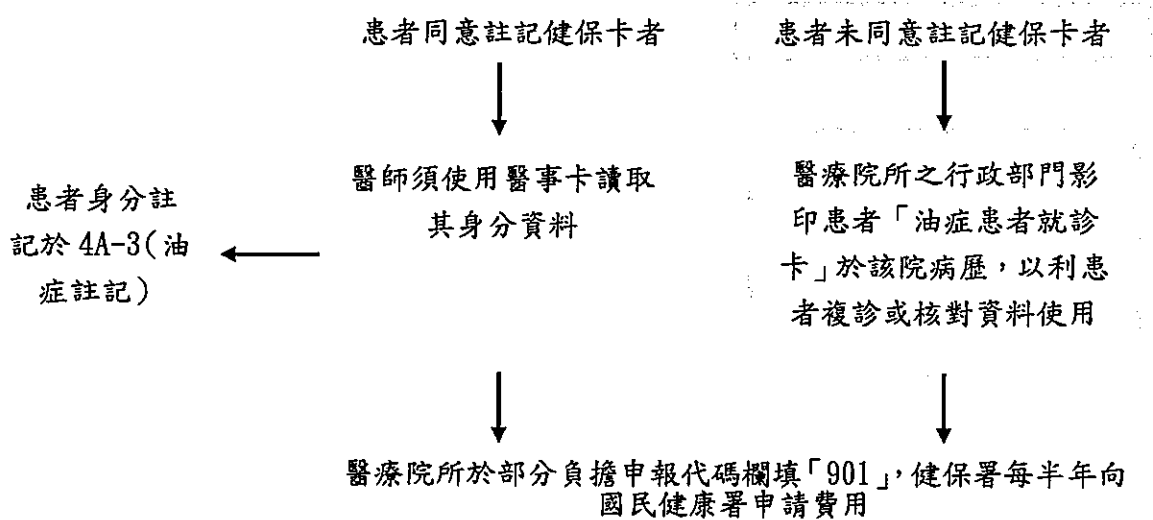 患者同意註記健保卡者
患者未同意註記健保卡者
患者身分註
記於 4A-3(油
症註記)
醫師須使用醫事卡讀取
其身分資料
醫療院所之行政部門影
印患者「油症患者就診
卡」於該院病歷，以利患
者複診或核對資料使用
醫療院所於部分負擔申報代碼欄填「901」，健保署每半年向
國民健康署申請費用